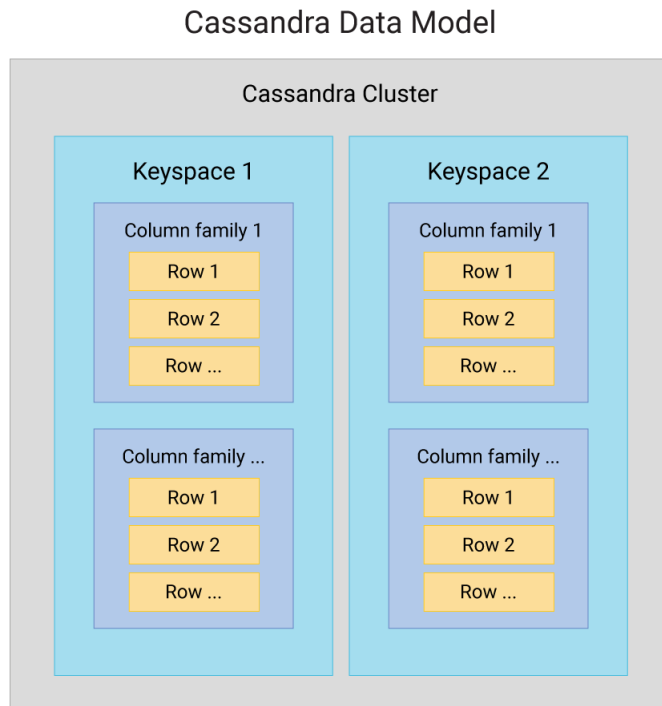 Cassandra Data Model
Cassandra Cluster
Keyspace 1
Column family 1
Row 1
Row 2
Row ...
Column family ...
Row 1
Row 2
Row ...
Keyspace 2
Column family 1
Row 1
Row 2
Row ...
Column family ...
Row 1
Row 2
Row ...